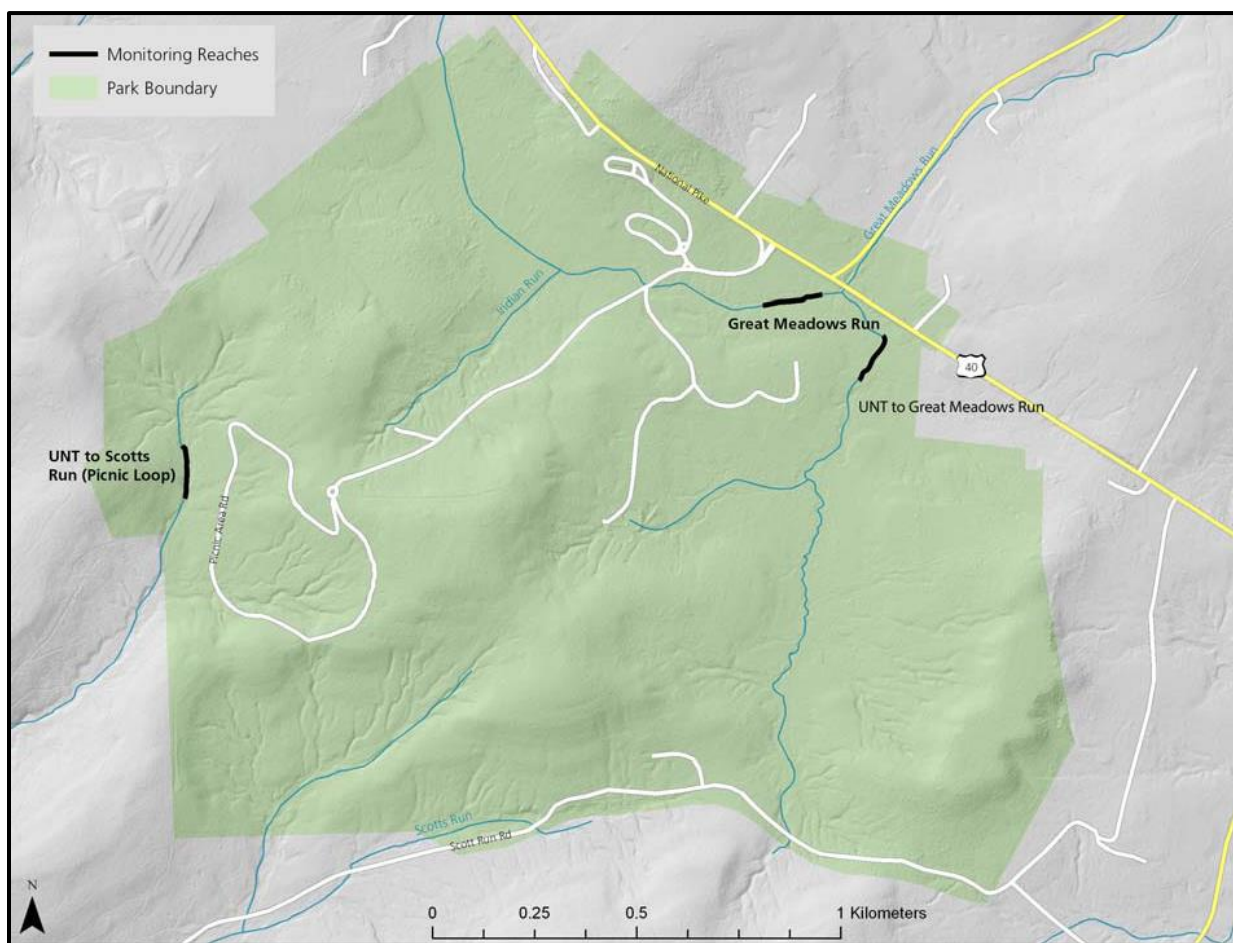 Monitoring Reaches
Park Boundary
National Pike
Great Meadows Run
Indian Run
Great Meadows Run
40
UNT to Great Meadows Run
UNT to Scotts
Run (Picnic Loop)
Picnic Area Rd
Scotts Run
Scott Run Rd
N
0 0.25 0.5 1 Kilometers